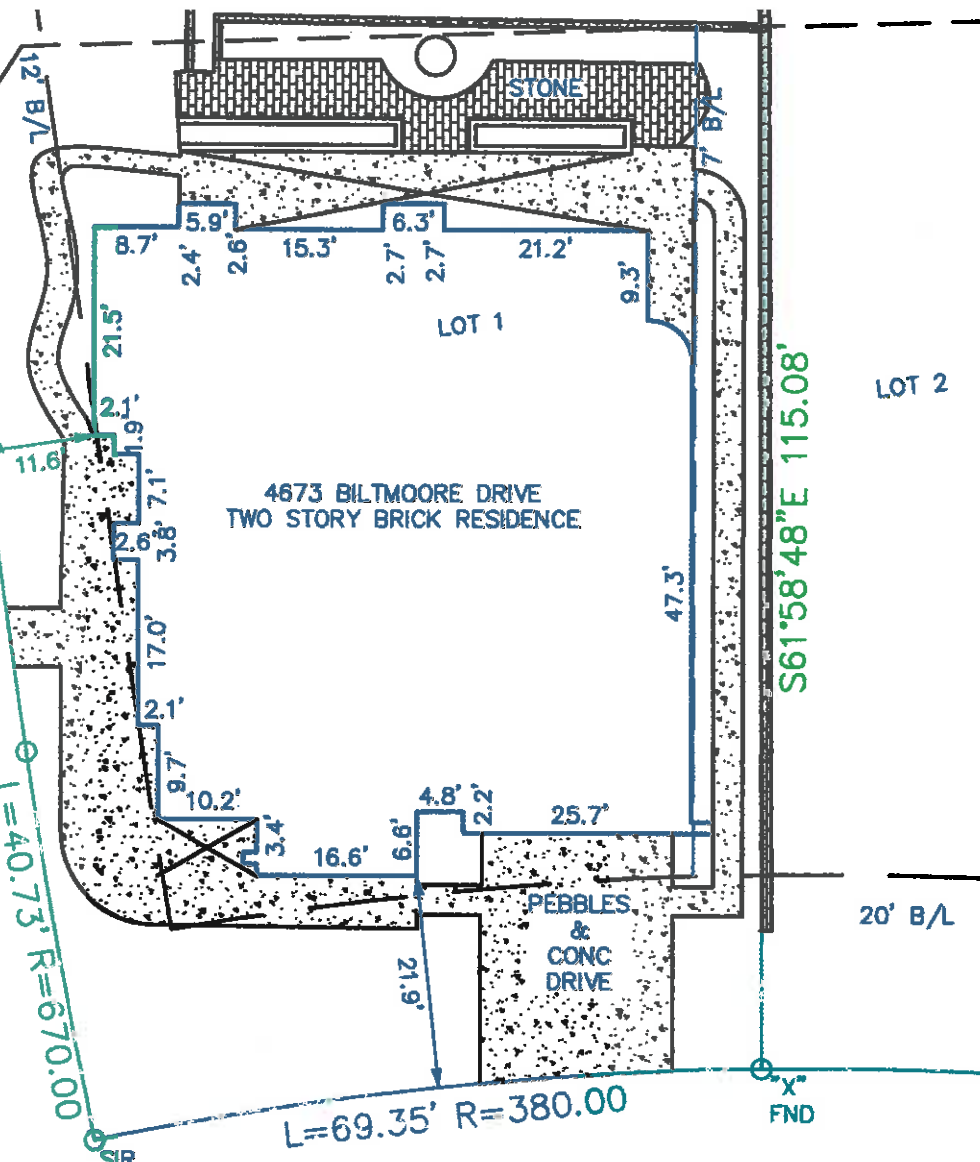 12' B/L
STONE
7' B/L
5.9'
6.3'
8.7'
2.4'
2.6'
15.3'
2.7'
2.7'
21.2'
9.3'
LOT 1
21.5'
S61°58'48"E 115.08'
LOT 2
2.1'
1.9'
11.6'
7.1'
4673 BILTMOORE DRIVE
TWO STORY BRICK RESIDENCE
2.6'
3.8'
47.3'
17.0'
2.1'
9.7'
10.2'
3.4'
16.6'
6.6'
4.8'
2.2'
25.7'
L=40.73' R=670.00
PEBBLES
&
CONC
DRIVE
20' B/L
21.9'
L=69.35' R=380.00
"X"
FND
SIR